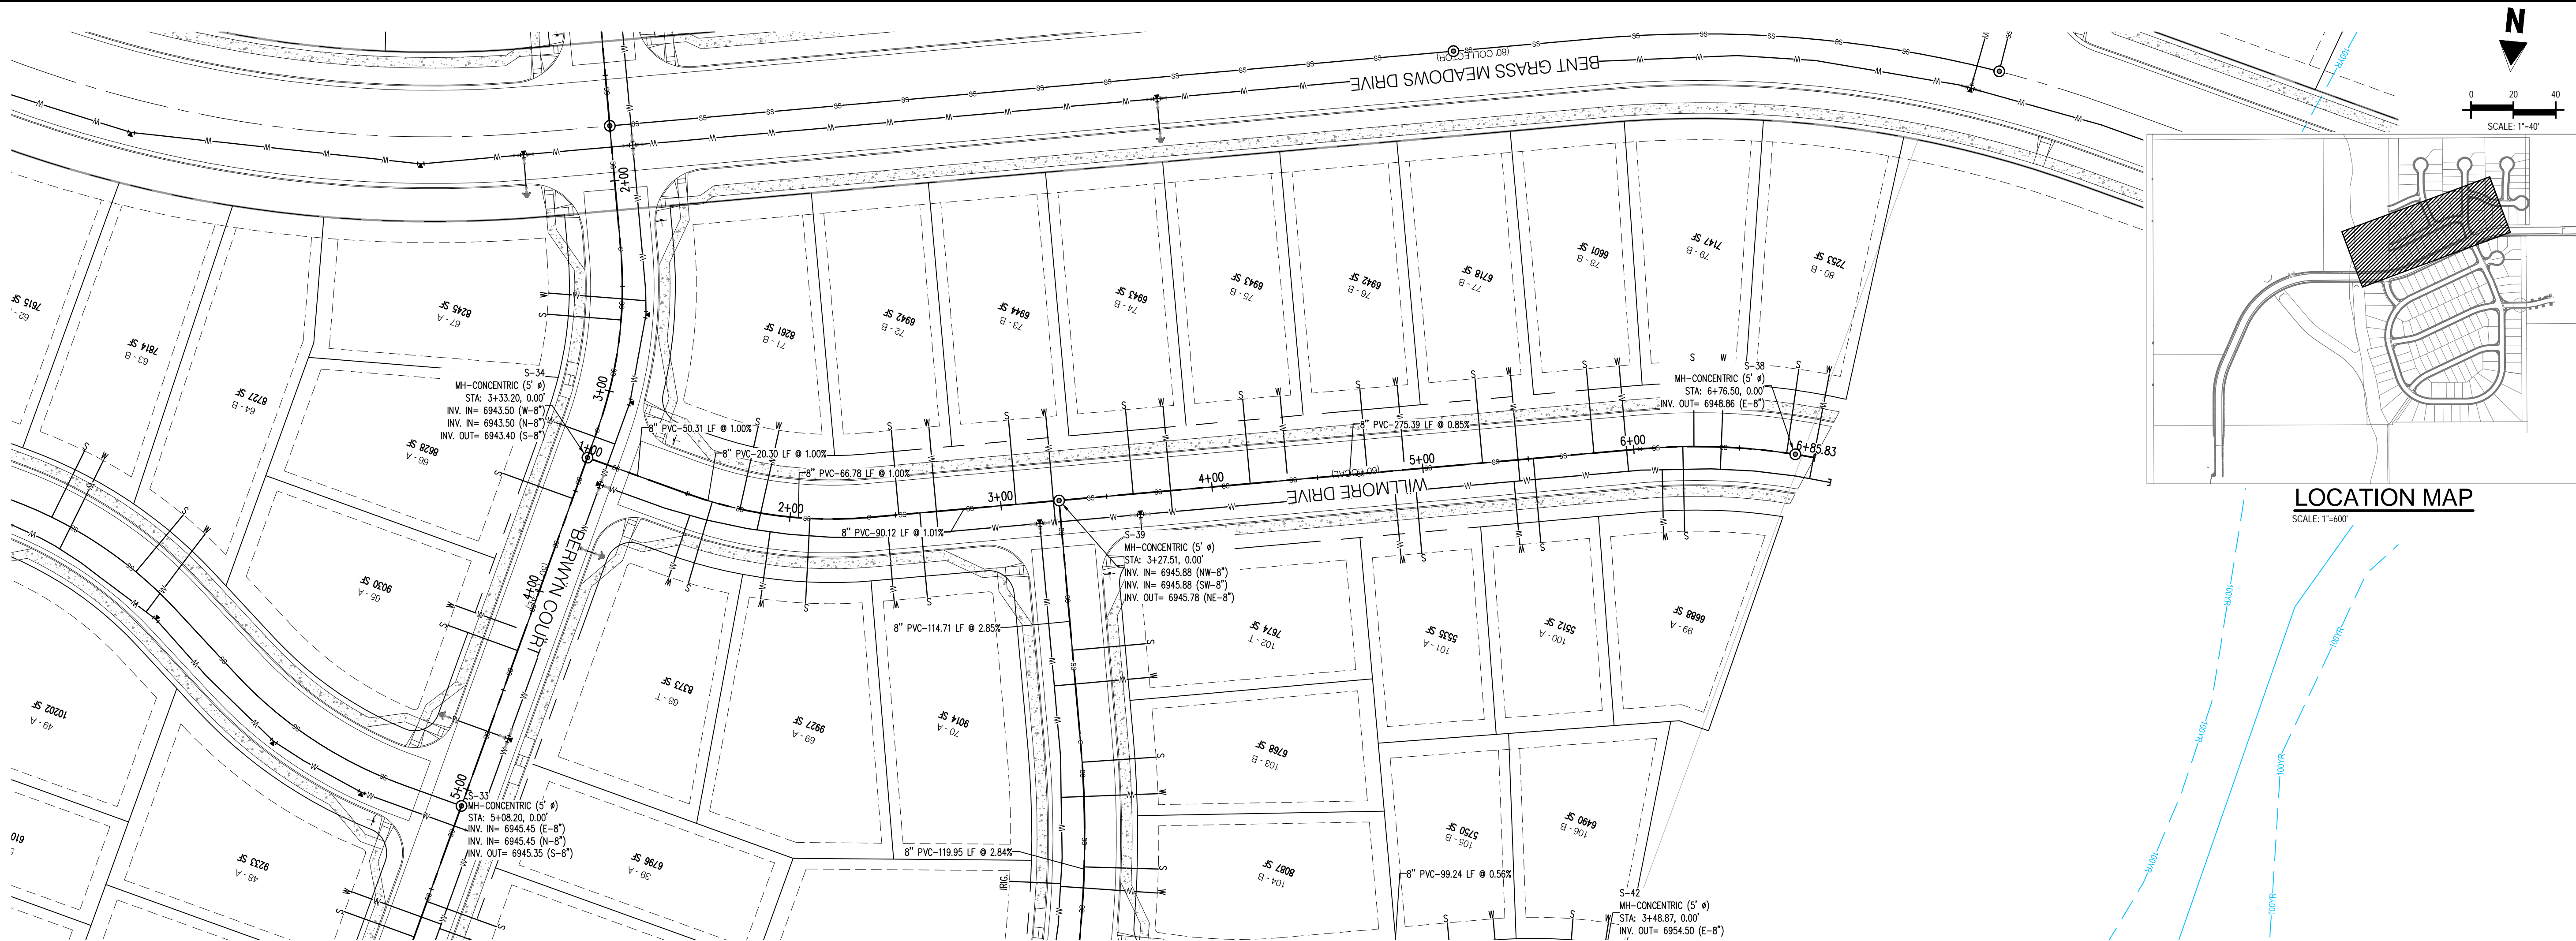 N
0 20 40
SCALE: 1"=40'
LOCATION MAP
SCALE: 1"=600'
BENT GRASS MEADOWS DRIVE
(80' COLLECTOR)
WILLMORE DRIVE
(60' LOCAL)
BERWYN COURT
2+00
3+00
4+00
5+00
1+00
2+00
3+00
4+00
5+00
6+00
6+85.83
S-34
MH-CONCENTRIC (5' ø)
STA: 3+33.20, 0.00'
INV. IN= 6943.50 (W-8")
INV. IN= 6943.50 (N-8")
INV. OUT= 6943.40 (S-8")
S-38
MH-CONCENTRIC (5' ø)
STA: 6+76.50, 0.00'
INV. OUT= 6948.86 (E-8")
S-39
MH-CONCENTRIC (5' ø)
STA: 3+27.51, 0.00'
INV. IN= 6945.88 (NW-8")
INV. IN= 6945.88 (SW-8")
INV. OUT= 6945.78 (NE-8")
S-33
MH-CONCENTRIC (5' ø)
STA: 5+08.20, 0.00'
INV. IN= 6945.45 (E-8")
INV. IN= 6945.45 (N-8")
INV. OUT= 6945.35 (S-8")
S-42
MH-CONCENTRIC (5' ø)
STA: 3+48.87, 0.00'
INV. OUT= 6954.50 (E-8")
8" PVC-50.31 LF @ 1.00%
8" PVC-20.30 LF @ 1.00%
8" PVC-66.78 LF @ 1.00%
8" PVC-90.12 LF @ 1.01%
8" PVC-275.39 LF @ 0.85%
8" PVC-114.71 LF @ 2.85%
8" PVC-119.95 LF @ 2.84%
8" PVC-99.24 LF @ 0.56%
62 -
7615 SF
63 - B
7814 SF
64 - B
8727 SF
67 - A
8245 SF
66 - A
8628 SF
65 - A
9030 SF
71 - B
8261 SF
72 - B
6942 SF
73 - B
6944 SF
74 - B
6943 SF
75 - B
6943 SF
76 - B
6942 SF
77 - B
6718 SF
78 - B
6601 SF
79 - B
7147 SF
80 - B
7253 SF
49 - A
10202 SF
48 - A
9233 SF
610
68 - T
8373 SF
69 - A
9927 SF
70 - A
9014 SF
39 - A
6796 SF
102 - T
7674 SF
103 - B
6768 SF
104 - B
8087 SF
101 - A
5535 SF
100 - A
5512 SF
99 - A
6688 SF
105 - B
5750 SF
106 - B
6490 SF
IRIG.
100YR
100YR
100YR
100YR
100YR
100YR
100YR
100YR